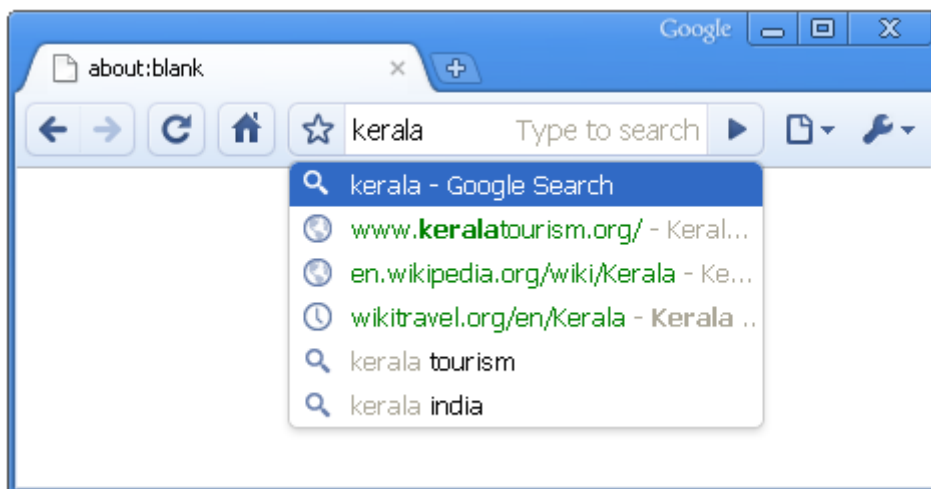 Google
about:blank
kerala Type to search
kerala - Google Search
www.keralatourism.org/ - Keral...
en.wikipedia.org/wiki/Kerala - Ke...
wikitravel.org/en/Kerala - Kerala ..
kerala tourism
kerala india